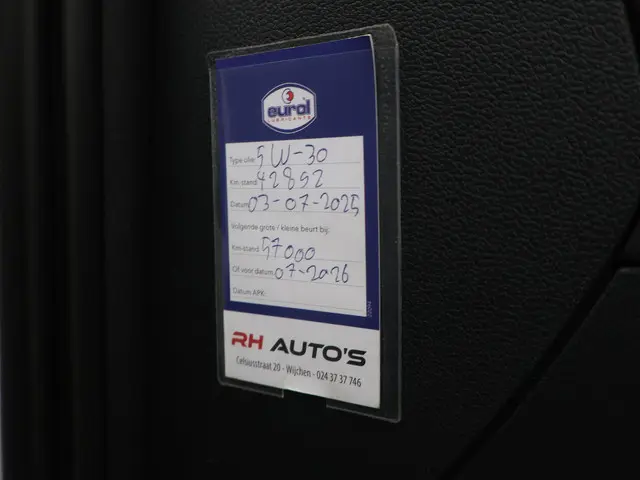 eurol
LUBRICANTS
Type olie: 5W-30
Km-stand: 42892
Datum: 03-07-2025
Volgende grote / kleine beurt bij:
Km-stand: 57000
Of voor datum: 07-2026
Datum APK:
RH AUTO'S
Celsiusstraat 20 - Wijchen - 024 37 37 746